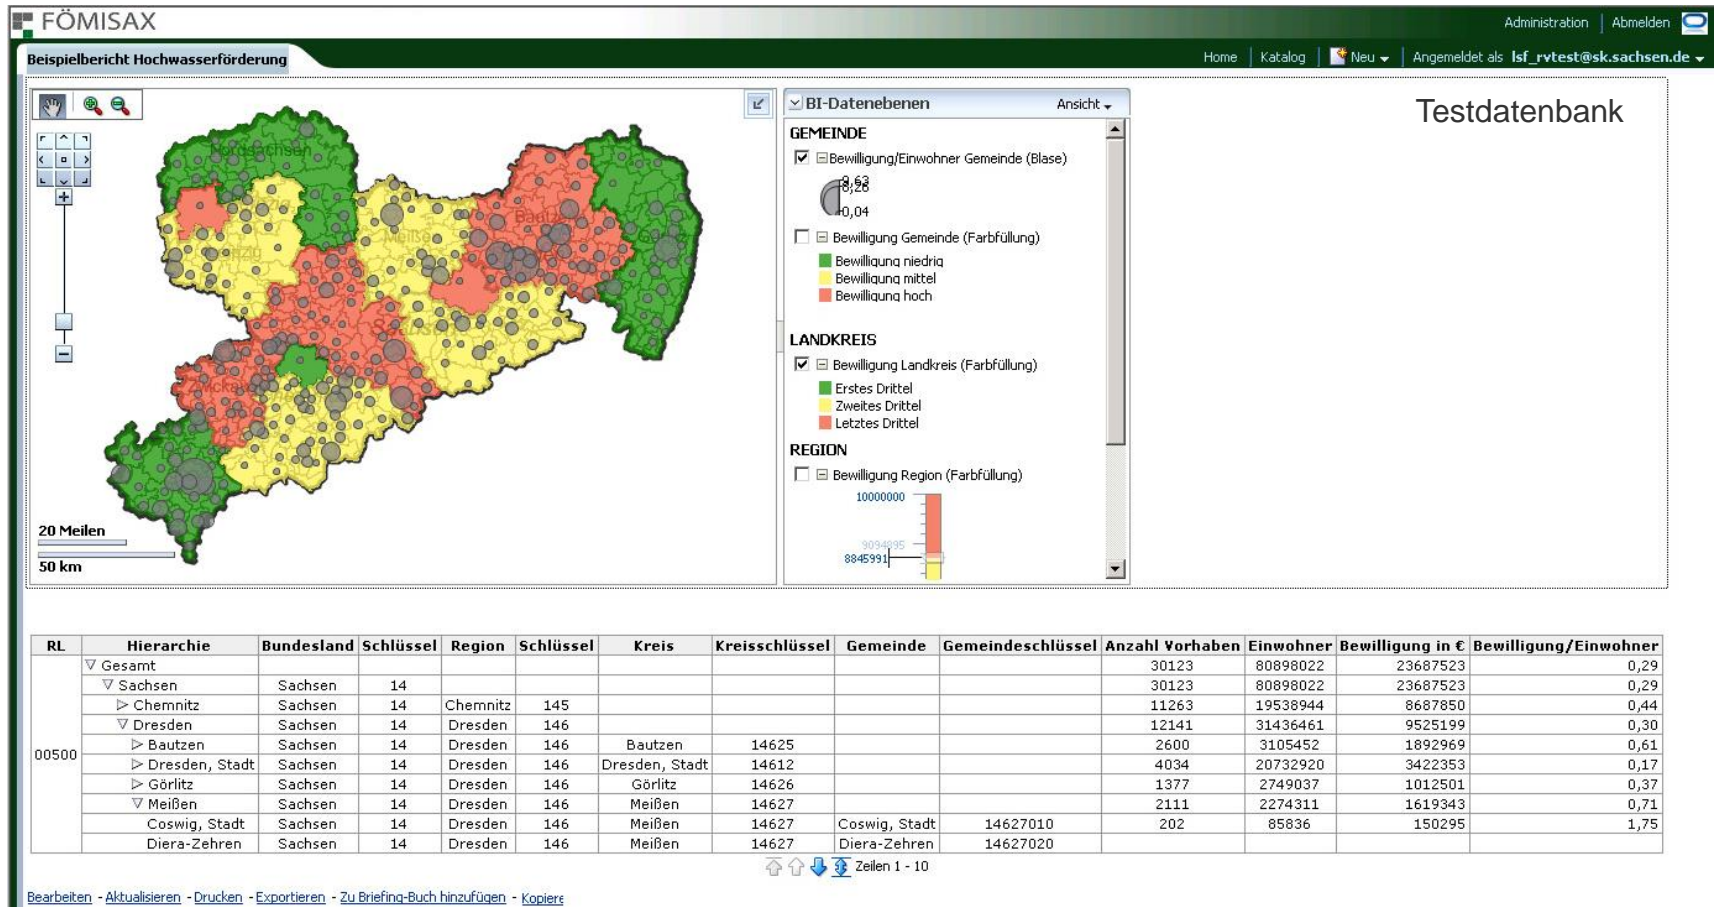 FÖMISAX
Administration | Abmelden
Beispielbericht Hochwasserförderung
Home | Katalog | Neu | Angemeldet als lsf_rvtest@sk.sachsen.de
Testdatenbank
Nordsachsen
Meiße
Baut
Zwickau
20 Meilen
50 km
BI-Datenebenen Ansicht
GEMEINDE
Bewilligung/Einwohner Gemeinde (Blase)
9,63
8,26
0,04
Bewilligung Gemeinde (Farbfüllung)
Bewilligung niedrig
Bewilligung mittel
Bewilligung hoch
LANDKREIS
Bewilligung Landkreis (Farbfüllung)
Erstes Drittel
Zweites Drittel
Letztes Drittel
REGION
Bewilligung Region (Farbfüllung)
10000000
9094895
8845991
RL Hierarchie Bundesland Schlüssel Region Schlüssel Kreis Kreisschlüssel Gemeinde Gemeindeschlüssel Anzahl Vorhaben Einwohner Bewilligung in € Bewilligung/Einwohner
00500
Gesamt 30123 80898022 23687523 0,29
Sachsen Sachsen 14 30123 80898022 23687523 0,29
Chemnitz Sachsen 14 Chemnitz 145 11263 19538944 8687850 0,44
Dresden Sachsen 14 Dresden 146 12141 31436461 9525199 0,30
Bautzen Sachsen 14 Dresden 146 Bautzen 14625 2600 3105452 1892969 0,61
Dresden, Stadt Sachsen 14 Dresden 146 Dresden, Stadt 14612 4034 20732920 3422353 0,17
Görlitz Sachsen 14 Dresden 146 Görlitz 14626 1377 2749037 1012501 0,37
Meißen Sachsen 14 Dresden 146 Meißen 14627 2111 2274311 1619343 0,71
Coswig, Stadt Sachsen 14 Dresden 146 Meißen 14627 Coswig, Stadt 14627010 202 85836 150295 1,75
Diera-Zehren Sachsen 14 Dresden 146 Meißen 14627 Diera-Zehren 14627020
Zeilen 1 - 10
Bearbeiten - Aktualisieren - Drucken - Exportieren - Zu Briefing-Buch hinzufügen - Kopiere